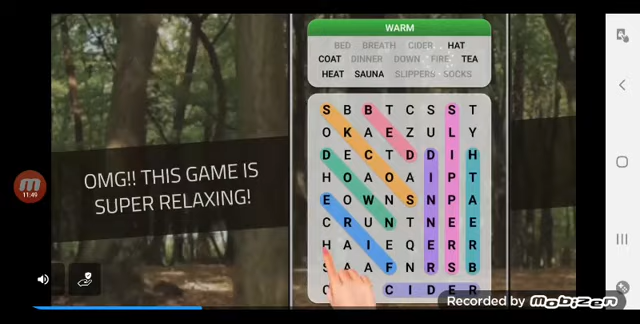 WARM
BED BREATH CIDER HAT
COAT DINNER DOWN FIRE TEA
HEAT SAUNA SLIPPERS SOCKS
S B B T C S S T
O K A E Z U L Y
D E C T D D I H
H O A O A I P T
E O W N S N P A
C R U N T N E E
H A I E Q E R R
S A A F N R S B
C I D E R
OMG!! THIS GAME IS
SUPER RELAXING!
11:49
Recorded by mobizen